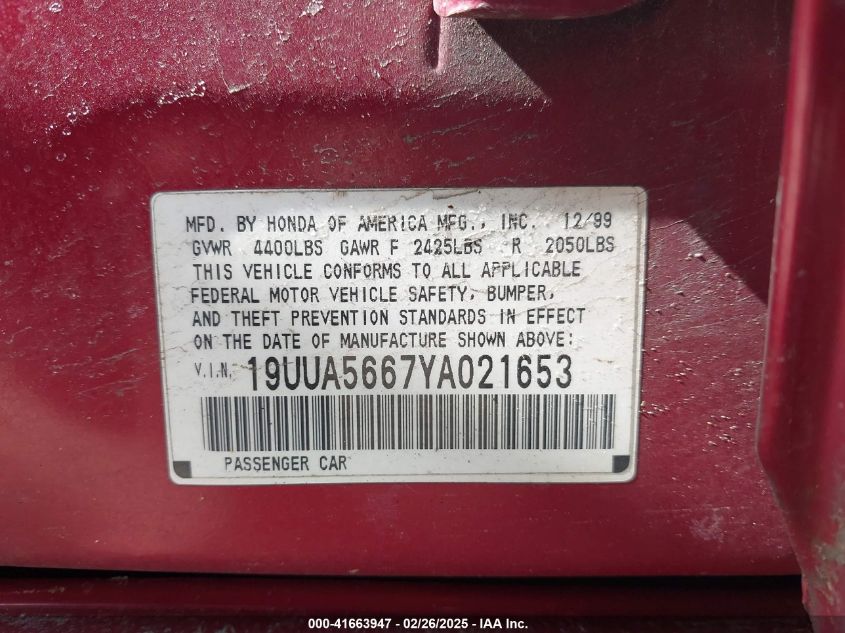 MFD. BY HONDA OF AMERICA MFG., INC. 12/99
GVWR 4400LBS GAWR F 2425LBS R 2050LBS
THIS VEHICLE CONFORMS TO ALL APPLICABLE
FEDERAL MOTOR VEHICLE SAFETY, BUMPER,
AND THEFT PREVENTION STANDARDS IN EFFECT
ON THE DATE OF MANUFACTURE SHOWN ABOVE:
V.I.N. 19UUA5667YA021653
PASSENGER CAR
000-41663947 - 02/26/2025 - IAA Inc.